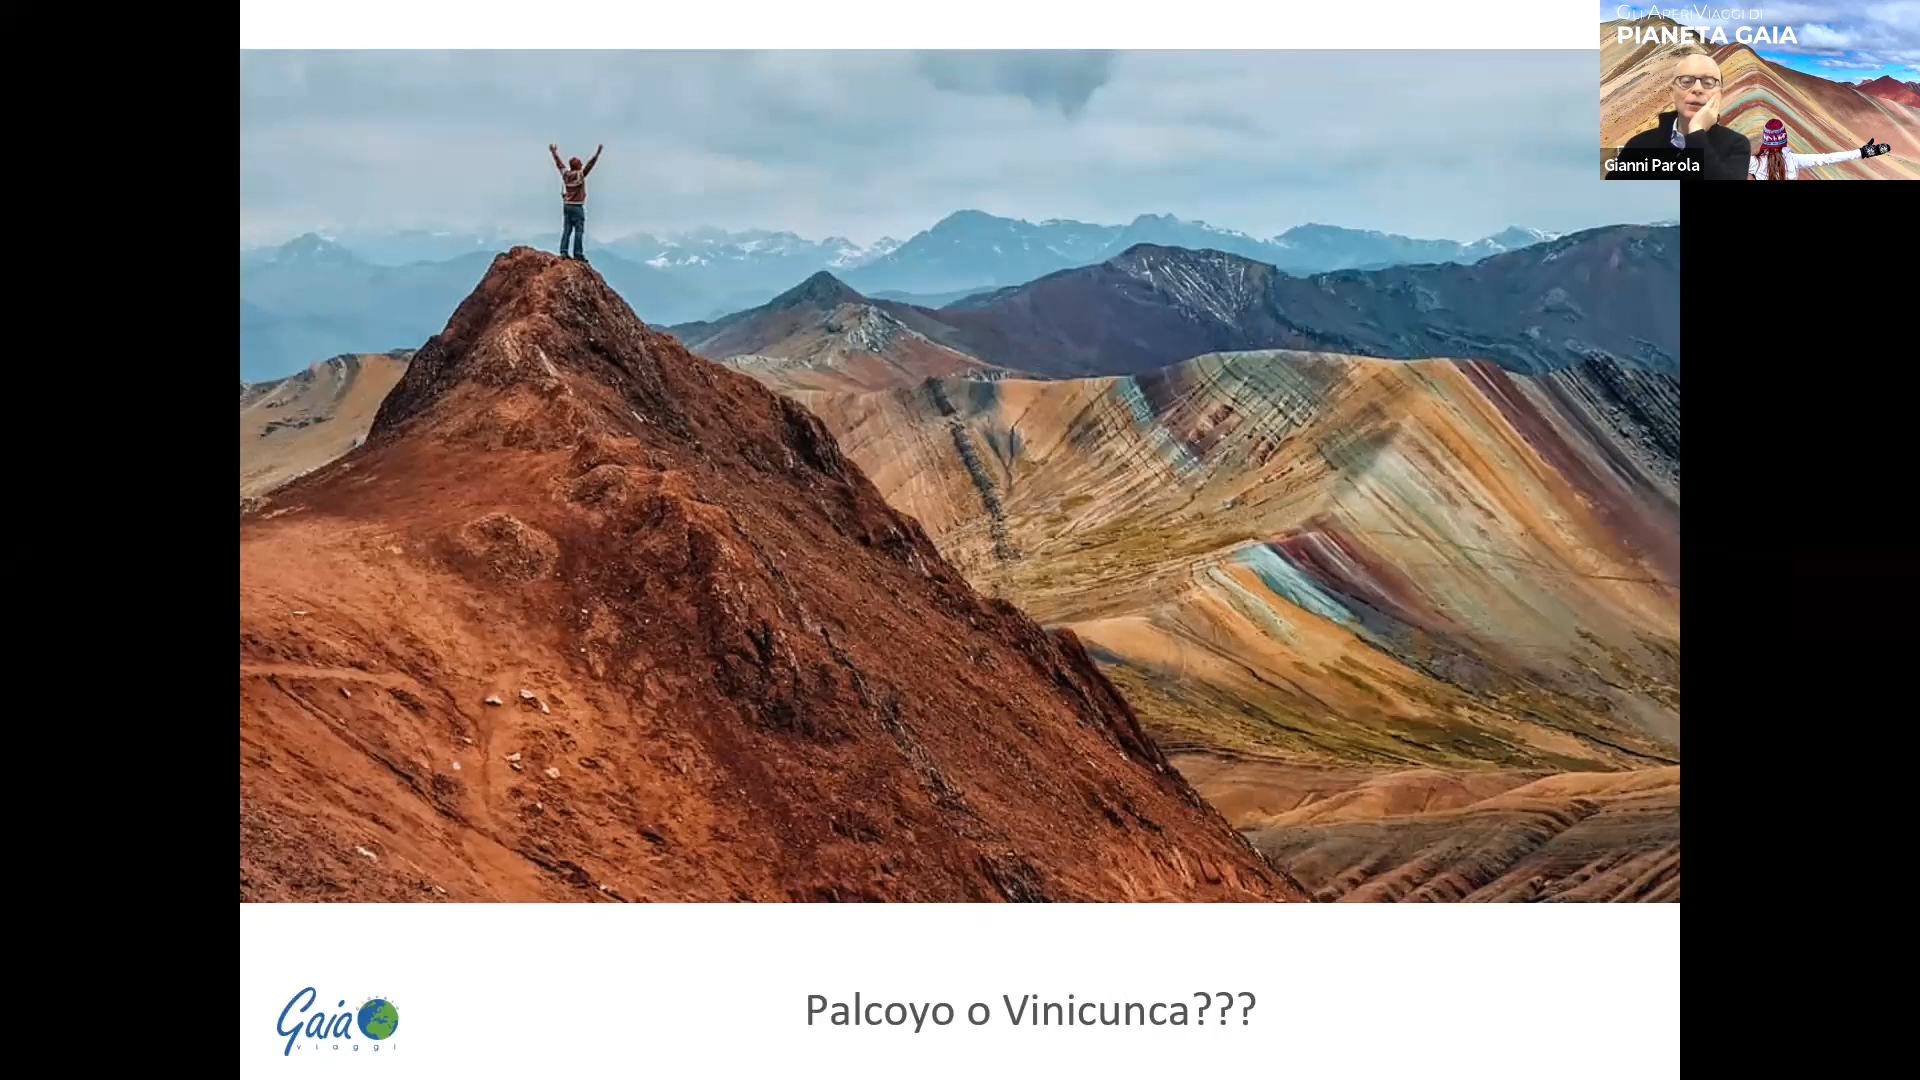 GLI APERIVIAGGI DI
PIANETA GAIA
Gianni Parola
Gaia
viaggi
Palcoyo o Vinicunca???